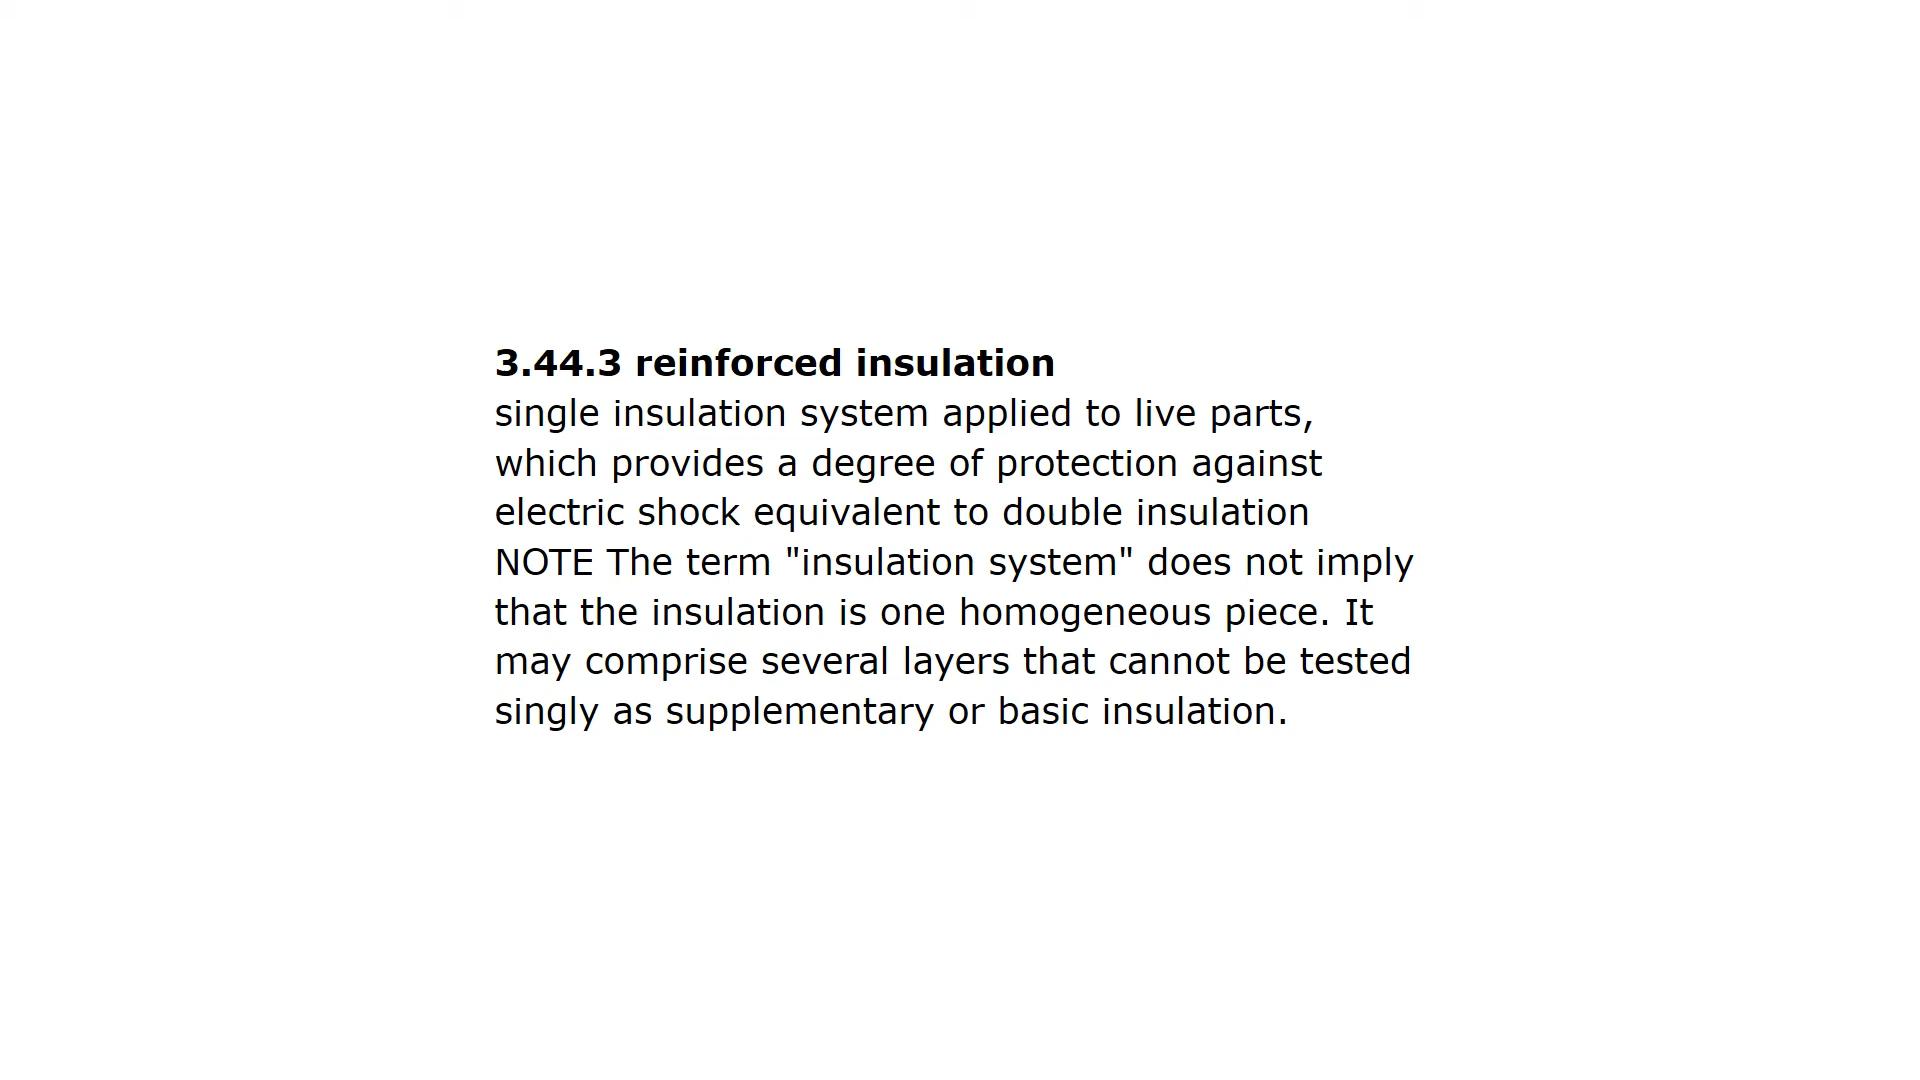 3.44.3 reinforced insulation
single insulation system applied to live parts,
which provides a degree of protection against
electric shock equivalent to double insulation
NOTE The term "insulation system" does not imply
that the insulation is one homogeneous piece. It
may comprise several layers that cannot be tested
singly as supplementary or basic insulation.